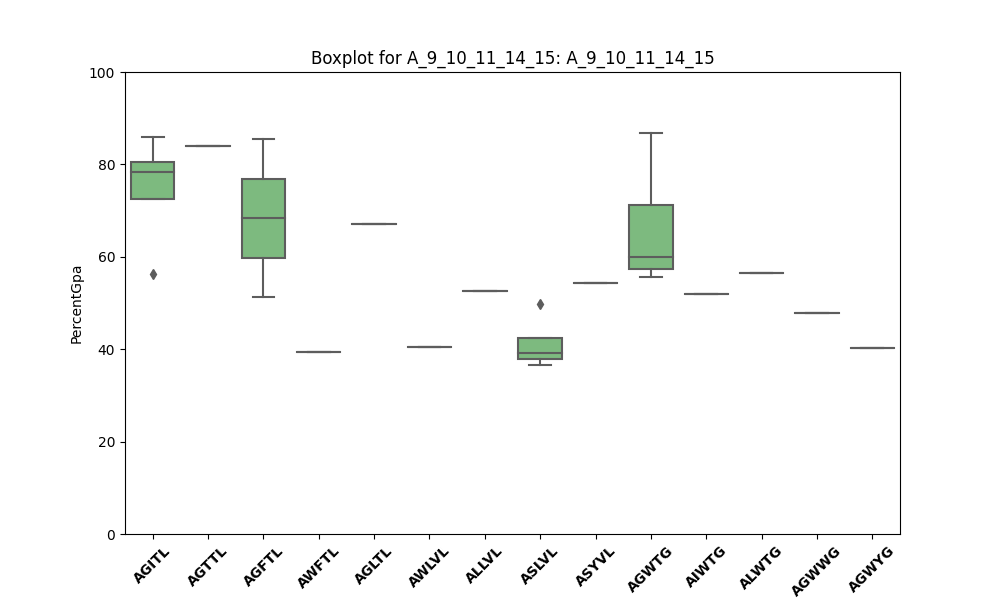 Boxplot for A_9_10_11_14_15: A_9_10_11_14_15
100
80
60
40
20
0
PercentGpa
AGITL
AGTTL
AGFTL
AWFTL
AGLTL
AWLVL
ALLVL
ASLVL
ASYVL
AGWTG
AIWTG
ALWTG
AGWWG
AGWYG